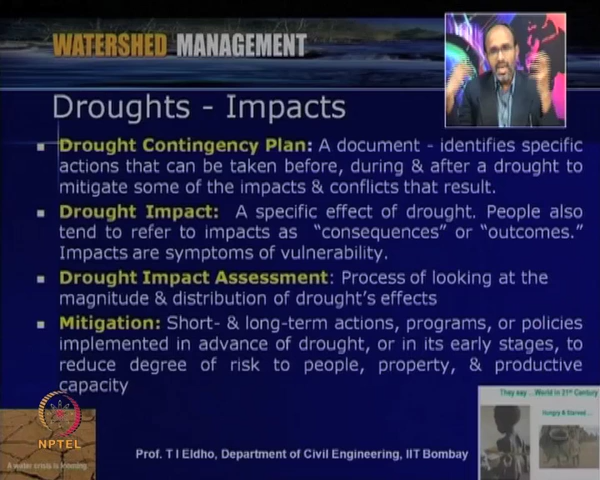 WATERSHED MANAGEMENT
Droughts - Impacts
Drought Contingency Plan: A document - identifies specific
actions that can be taken before, during & after a drought to
mitigate some of the impacts & conflicts that result.
Drought Impact: A specific effect of drought. People also
tend to refer to impacts as “consequences” or “outcomes.”
Impacts are symptoms of vulnerability.
Drought Impact Assessment: Process of looking at the
magnitude & distribution of drought’s effects
Mitigation: Short- & long-term actions, programs, or policies
implemented in advance of drought, or in its early stages, to
reduce degree of risk to people, property, & productive
capacity
They say ...World in 21st Century
Hungry & Starved...
NPTEL
A water crisis is looming
Prof. T I Eldho, Department of Civil Engineering, IIT Bombay